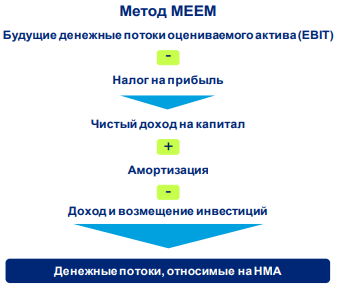 Метод MEEM
Будущие денежные потоки оцениваемого актива (EBIT)
-
Налог на прибыль
Чистый доход на капитал
+
Амортизация
-
Доход и возмещение инвестиций
Денежные потоки, относимые на НМА